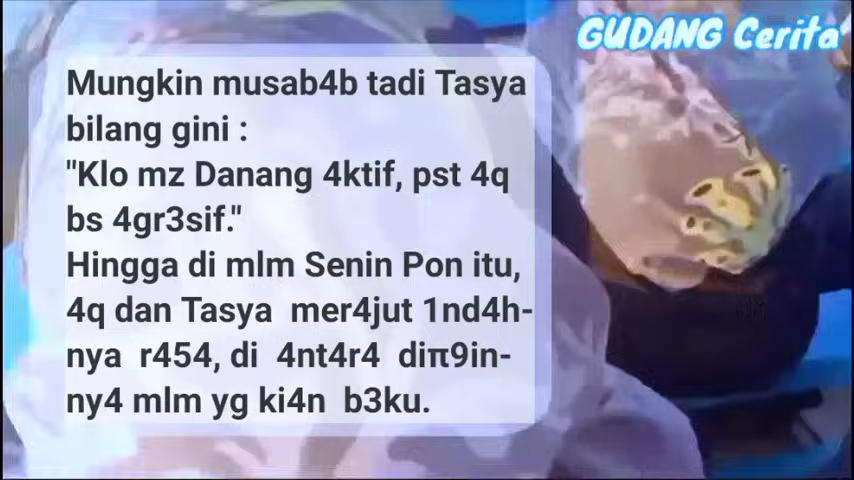 GUDANG Cerita
Mungkin musab4b tadi Tasya
bilang gini :
"Klo mz Danang 4ktif, pst 4q
bs 4gr3sif."
Hingga di mlm Senin Pon itu,
4q dan Tasya mer4jut 1nd4h-
nya r454, di 4nt4r4 diπ9in-
ny4 mlm yg ki4n b3ku.